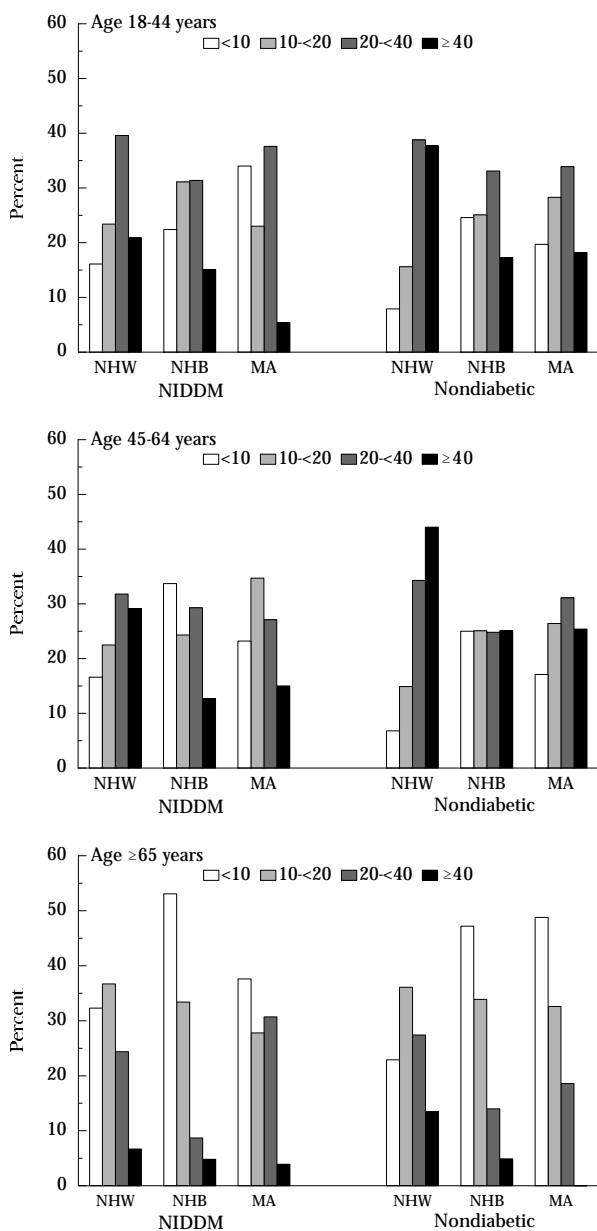 Age 18-44 years
<10 10-<20 20-<40 ≥40
Percent
60
50
40
30
20
10
0
NHW NHB MA NHW NHB MA
NIDDM Nondiabetic
Age 45-64 years
<10 10-<20 20-<40 ≥40
Percent
60
50
40
30
20
10
0
NHW NHB MA NHW NHB MA
NIDDM Nondiabetic
Age ≥65 years
<10 10-<20 20-<40 ≥40
Percent
60
50
40
30
20
10
0
NHW NHB MA NHW NHB MA
NIDDM Nondiabetic